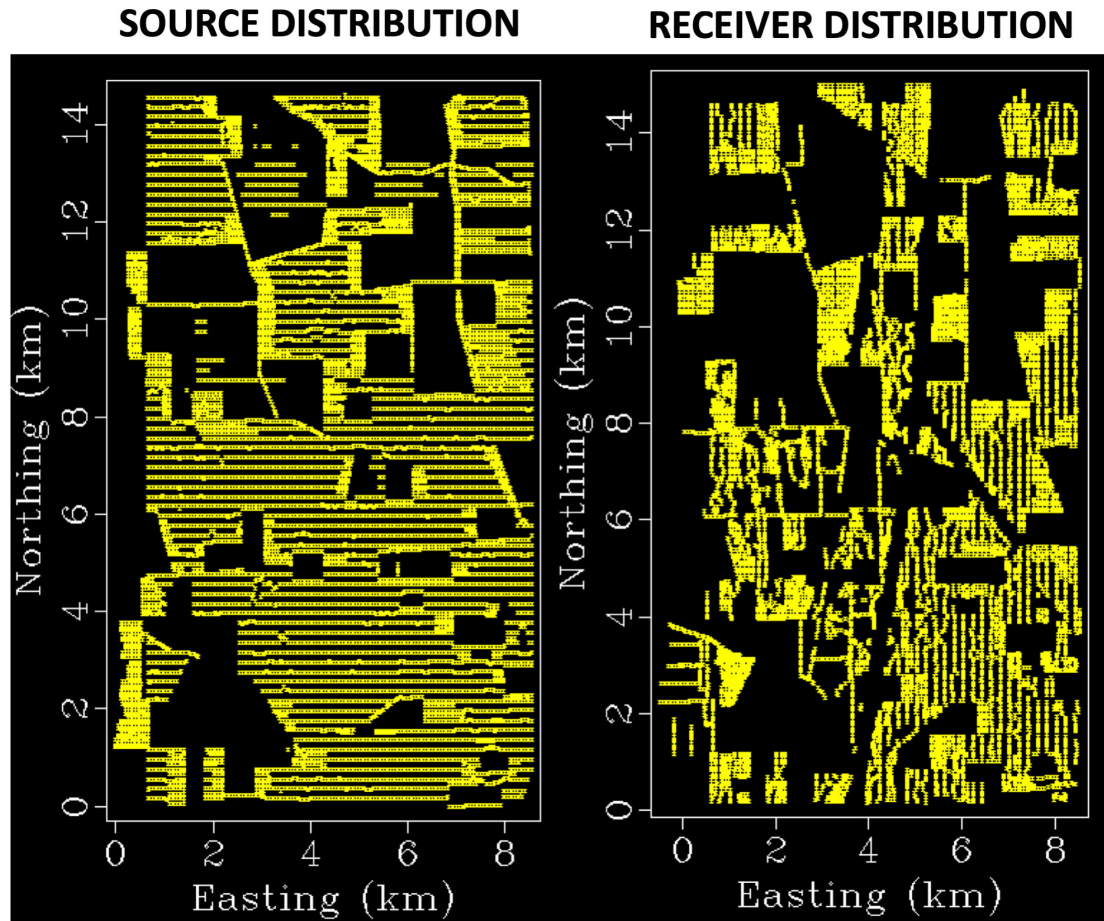 SOURCE DISTRIBUTION
RECEIVER DISTRIBUTION
Northing (km)
14
12
10
8
6
4
2
0
0 2 4 6 8
Easting (km)
Northing (km)
14
12
10
8
6
4
2
0
0 2 4 6 8
Easting (km)